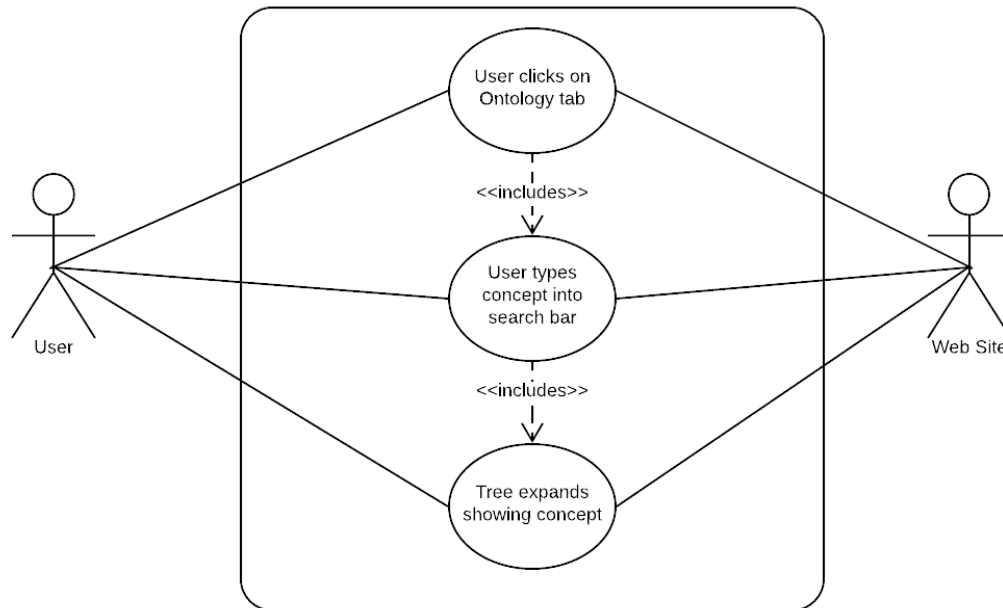 User clicks on
Ontology tab
<<includes>>
User types
concept into
search bar
User
Web Site
<<includes>>
Tree expands
showing concept